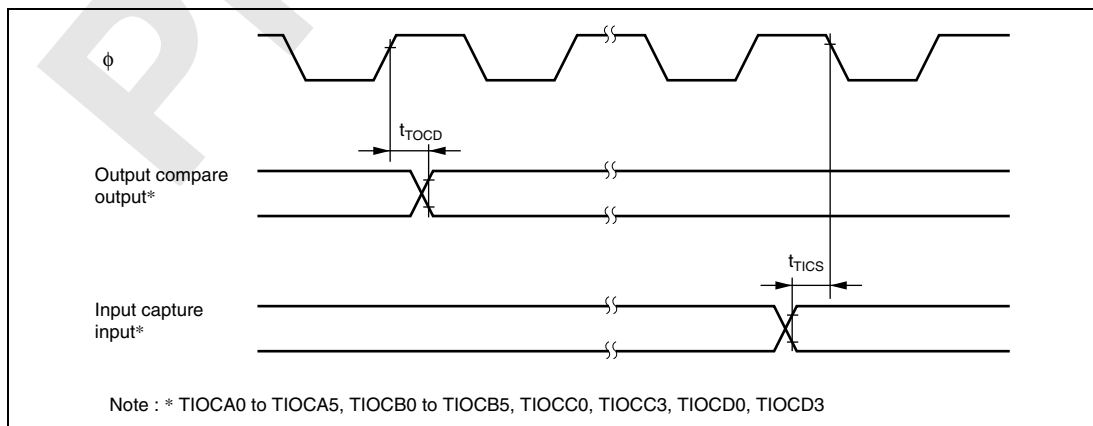 ϕ
tTOCD
Output compare
output*
tTICS
Input capture
input*
Note : * TIOCA0 to TIOCA5, TIOCB0 to TIOCB5, TIOCC0, TIOCC3, TIOCD0, TIOCD3